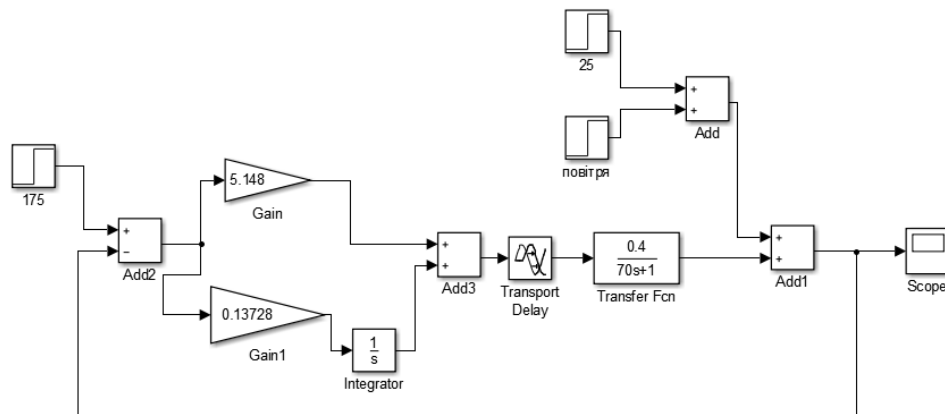 25
+
+
Add
повітря
175
5.148
Gain
+
−
Add2
0.13728
Gain1
1
s
Integrator
+
+
Add3
Transport
Delay
0.4
70s+1
Transfer Fcn
+
+
Add1
Scope